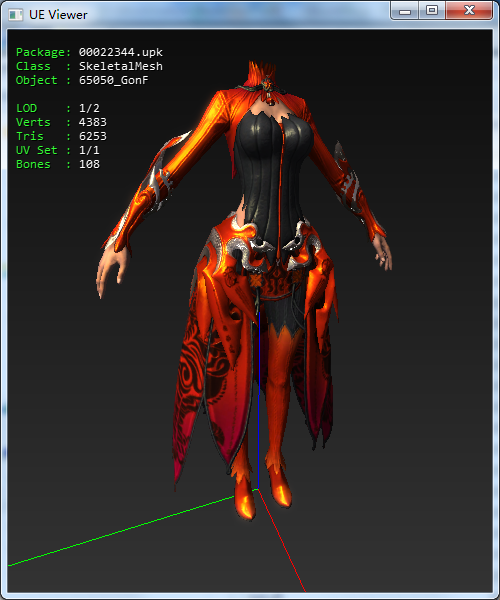 UE Viewer
Package: 00022344.upk
Class : SkeletalMesh
Object : 65050_GonF
LOD : 1/2
Verts : 4383
Tris : 6253
UV Set : 1/1
Bones : 108